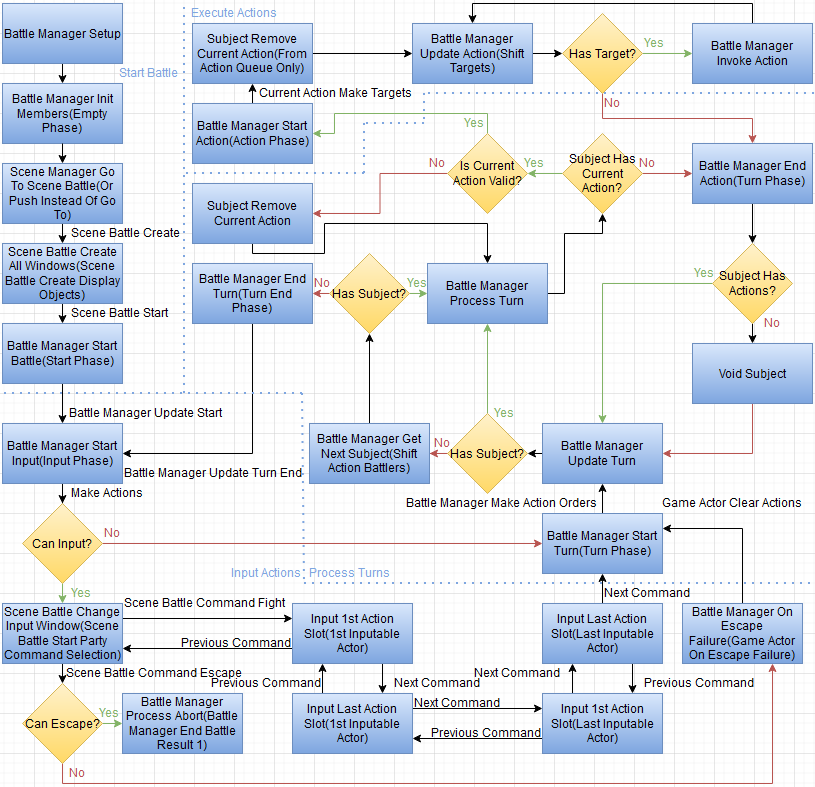 Battle Manager Setup
Start Battle
Battle Manager Init
Members(Empty
Phase)
Scene Manager Go
To Scene Battle(Or
Push Instead Of Go
To)
Scene Battle Create
Scene Battle Create
All Windows(Scene
Battle Create Display
Objects)
Scene Battle Start
Battle Manager Start
Battle(Start Phase)
Battle Manager Update Start
Execute Actions
Subject Remove
Current Action(From
Action Queue Only)
Battle Manager
Update Action(Shift
Targets)
Has Target?
Yes
Battle Manager
Invoke Action
No
Current Action Make Targets
Battle Manager Start
Action(Action Phase)
Yes
Is Current
Action Valid?
No
Yes
Subject Has
Current
Action?
No
Battle Manager End
Action(Turn Phase)
Subject Remove
Current Action
Battle Manager End
Turn(Turn End
Phase)
No
Has Subject?
Yes
Battle Manager
Process Turn
Yes
Subject Has
Actions?
No
Void Subject
Battle Manager Start
Input(Input Phase)
Battle Manager Update Turn End
Battle Manager Get
Next Subject(Shift
Action Battlers)
No
Has Subject?
Yes
Battle Manager
Update Turn
Make Actions
Battle Manager Make Action Orders
Game Actor Clear Actions
Can Input?
No
Battle Manager Start
Turn(Turn Phase)
Input Actions
Process Turns
Yes
Scene Battle Change
Input Window(Scene
Battle Start Party
Command Selection)
Scene Battle Command Fight
Previous Command
Input 1st Action
Slot(1st Inputable
Actor)
Next Command
Input Last Action
Slot(Last Inputable
Actor)
Battle Manager On
Escape
Failure(Game Actor
On Escape Failure)
Scene Battle Command Escape
Previous Command
Next Command
Next Command
Previous Command
Can Escape?
Yes
Battle Manager
Process Abort(Battle
Manager End Battle
Result 1)
Input Last Action
Slot(1st Inputable
Actor)
Next Command
Previous Command
Input 1st Action
Slot(Last Inputable
Actor)
No